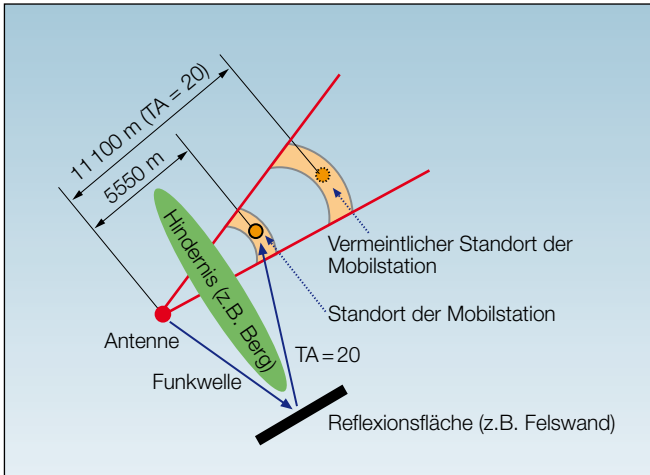 11 100 m (TA = 20)
5550 m
Hindernis (z.B. Berg)
Vermeintlicher Standort der
Mobilstation
Standort der Mobilstation
Antenne
TA = 20
Funkwelle
Reflexionsfläche (z.B. Felswand)